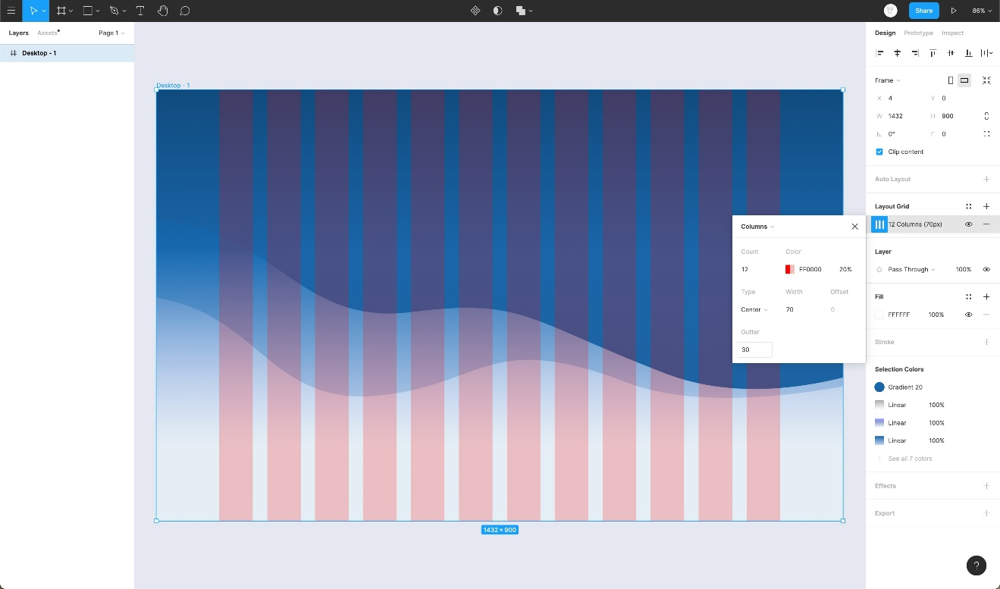 Share
86%
Layers Assets Page 1
Desktop - 1
Desktop - 1
1432 × 900
Columns
Count Color
12 FF0000 20%
Type Width Offset
Center 70 0
Gutter
30
Design Prototype Inspect
Frame
X 4 Y 0
W 1432 H 900
0° 0
Clip content
Auto Layout
Layout Grid
12 Columns (70px)
Layer
Pass Through 100%
Fill
FFFFFF 100%
Stroke
Selection Colors
Gradient 20
Linear 100%
Linear 100%
Linear 100%
See all 7 colors
Effects
Export
?